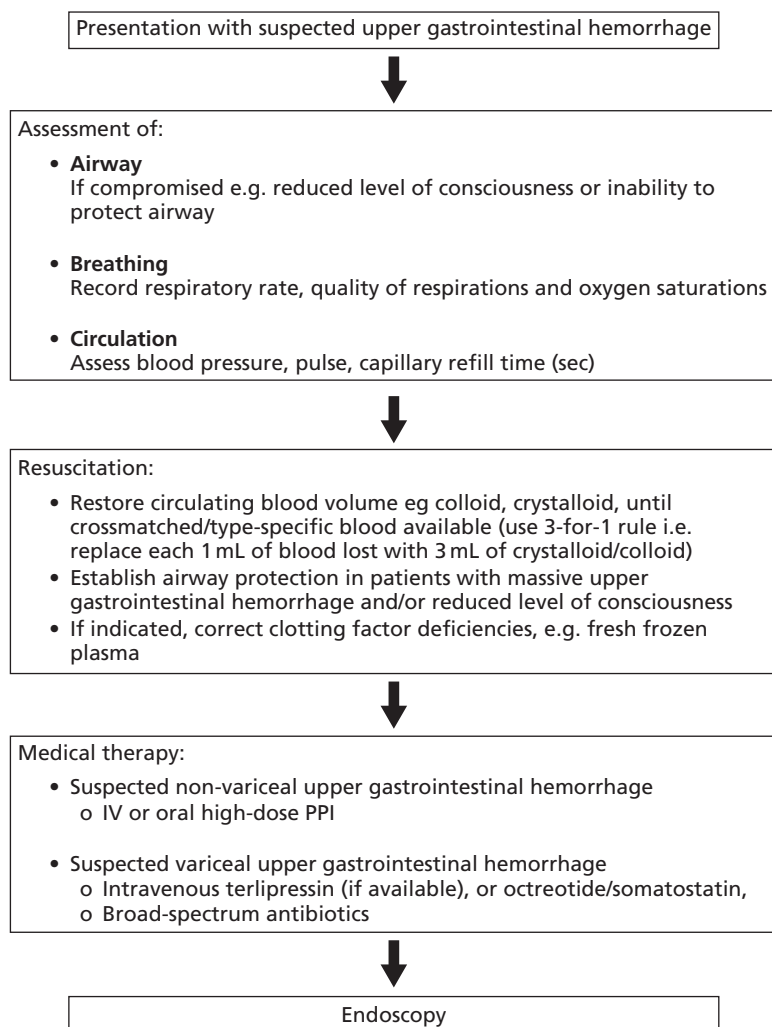 Presentation with suspected upper gastrointestinal hemorrhage
Assessment of:
• Airway
If compromised e.g. reduced level of consciousness or inability to
protect airway
• Breathing
Record respiratory rate, quality of respirations and oxygen saturations
• Circulation
Assess blood pressure, pulse, capillary refill time (sec)
Resuscitation:
• Restore circulating blood volume eg colloid, crystalloid, until
crossmatched/type-specific blood available (use 3-for-1 rule i.e.
replace each 1 mL of blood lost with 3 mL of crystalloid/colloid)
• Establish airway protection in patients with massive upper
gastrointestinal hemorrhage and/or reduced level of consciousness
• If indicated, correct clotting factor deficiencies, e.g. fresh frozen
plasma
Medical therapy:
• Suspected non-variceal upper gastrointestinal hemorrhage
o IV or oral high-dose PPI
• Suspected variceal upper gastrointestinal hemorrhage
o Intravenous terlipressin (if available), or octreotide/somatostatin,
o Broad-spectrum antibiotics
Endoscopy